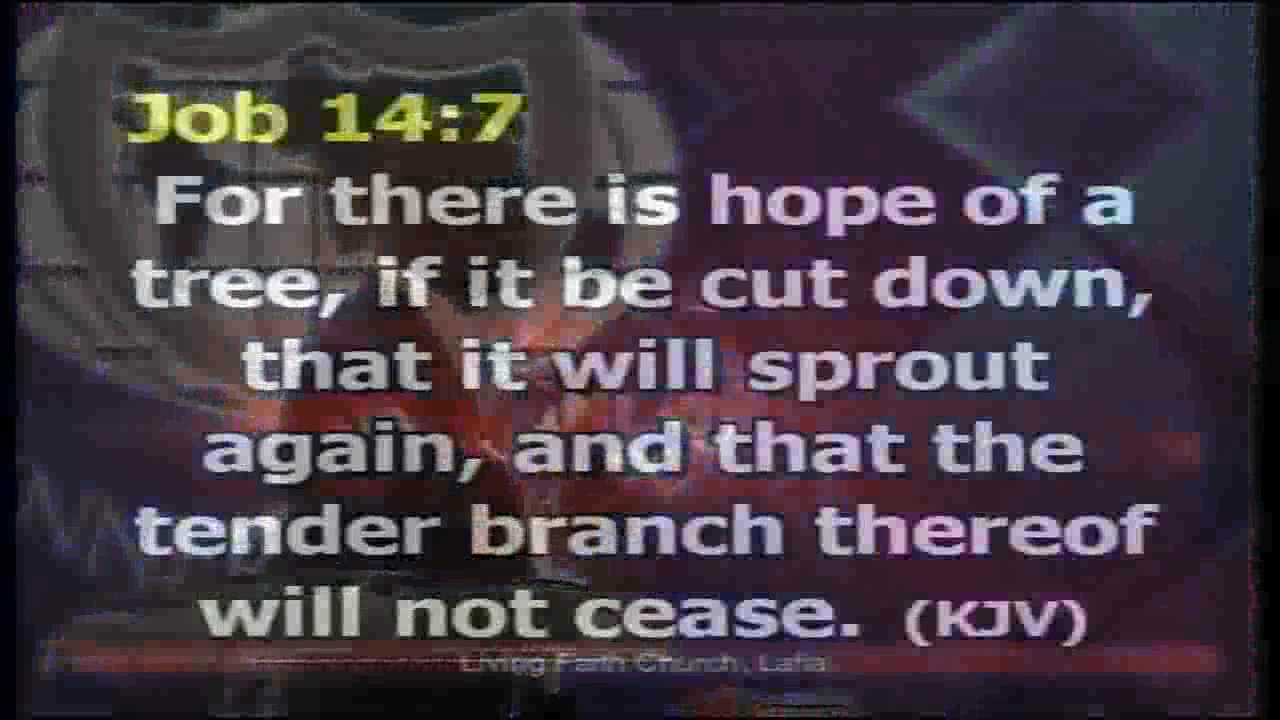 Job 14:7
For there is hope of a
tree, if it be cut down,
that it will sprout
again, and that the
tender branch thereof
will not cease. (KJV)
Living Faith Church, Lafia